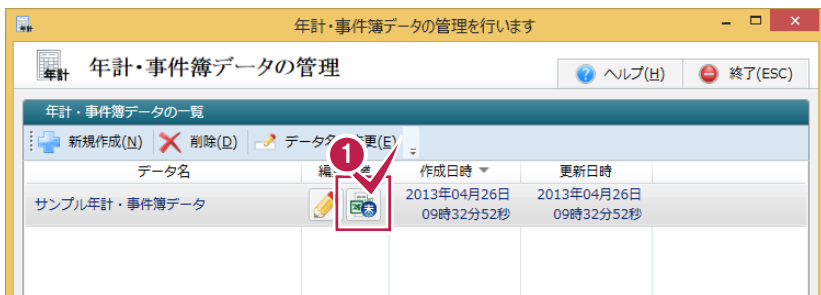 年計・事件簿データの管理を行います
年計 年計・事件簿データの管理 ヘルプ(H) 終了(ESC)
年計・事件簿データの一覧
新規作成(N) 削除(D) データ名 更(E)
1
データ名 編 作成日時 更新日時
サンプル年計・事件簿データ 未 2013年04月26日 2013年04月26日
09時32分52秒 09時32分52秒